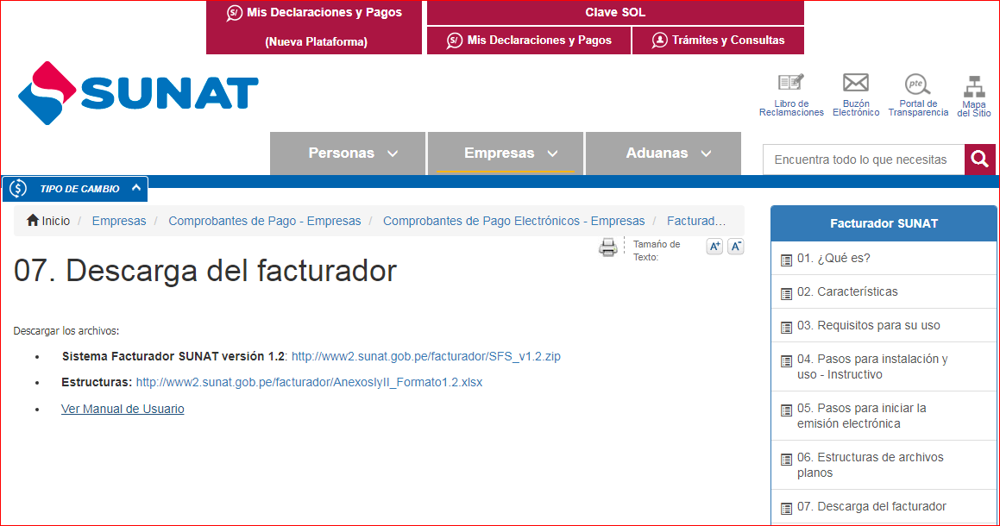 Mis Declaraciones y Pagos
(Nueva Plataforma)
Clave SOL
Mis Declaraciones y Pagos
Trámites y Consultas
SUNAT
Libro de
Reclamaciones
Buzón
Electrónico
pte
Portal de
Transparencia
Mapa
del Sitio
Personas
Empresas
Aduanas
Encuentra todo lo que necesitas
TIPO DE CAMBIO
Inicio / Empresas / Comprobantes de Pago - Empresas / Comprobantes de Pago Electrónicos - Empresas / Facturad...
Tamaño de
Texto:
A+ A-
07. Descarga del facturador
Descargar los archivos:
• Sistema Facturador SUNAT versión 1.2: http://www2.sunat.gob.pe/facturador/SFS_v1.2.zip
• Estructuras: http://www2.sunat.gob.pe/facturador/AnexosIyII_Formato1.2.xlsx
• Ver Manual de Usuario
Facturador SUNAT
01. ¿Qué es?
02. Características
03. Requisitos para su uso
04. Pasos para instalación y
uso - Instructivo
05. Pasos para iniciar la
emisión electrónica
06. Estructuras de archivos
planos
07. Descarga del facturador